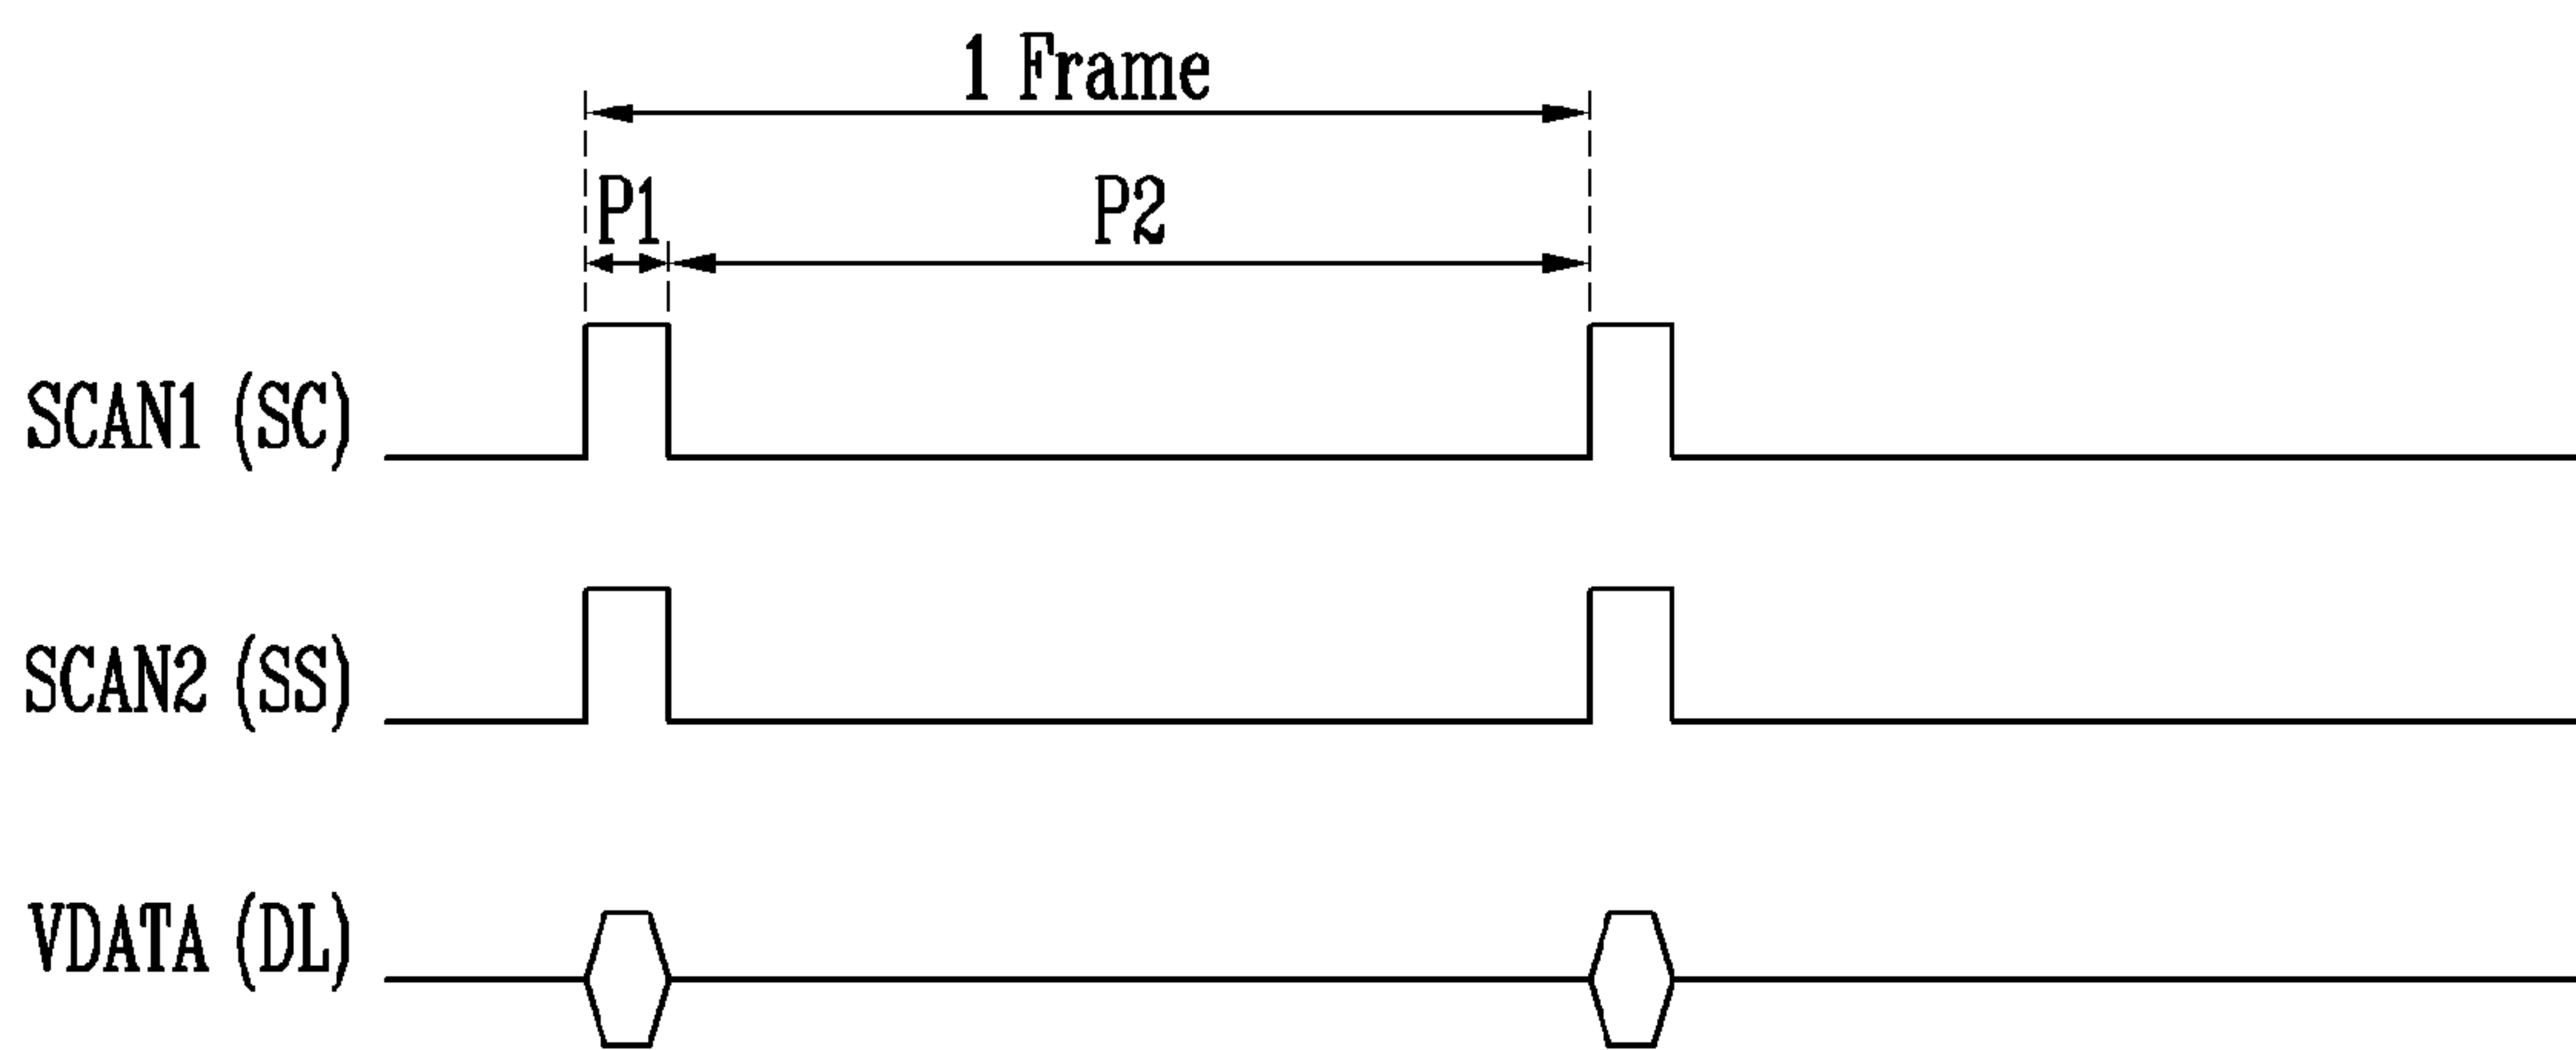 1 Frame
P1
P2
SCAN1 (SC)
SCAN2 (SS)
VDATA (DL)